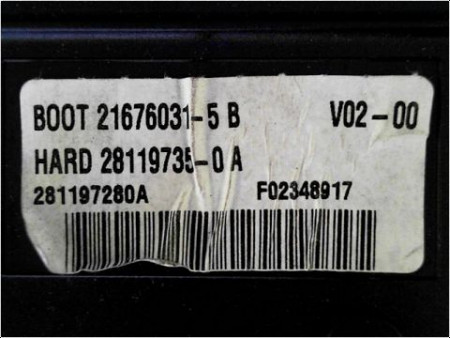 BOOT 21676031-5 B V02-00
HARD 28119735-0 A
281197280A F02348917